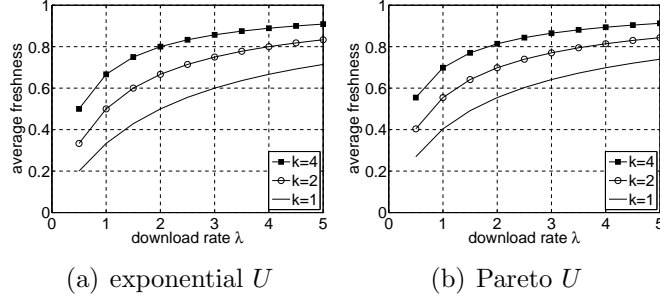 1
0.8
0.6
0.4
0.2
0
average freshness
0 1 2 3 4 5
download rate λ
k=4
k=2
k=1
(a) exponential U
1
0.8
0.6
0.4
0.2
0
average freshness
0 1 2 3 4 5
download rate λ
k=4
k=2
k=1
(b) Pareto U